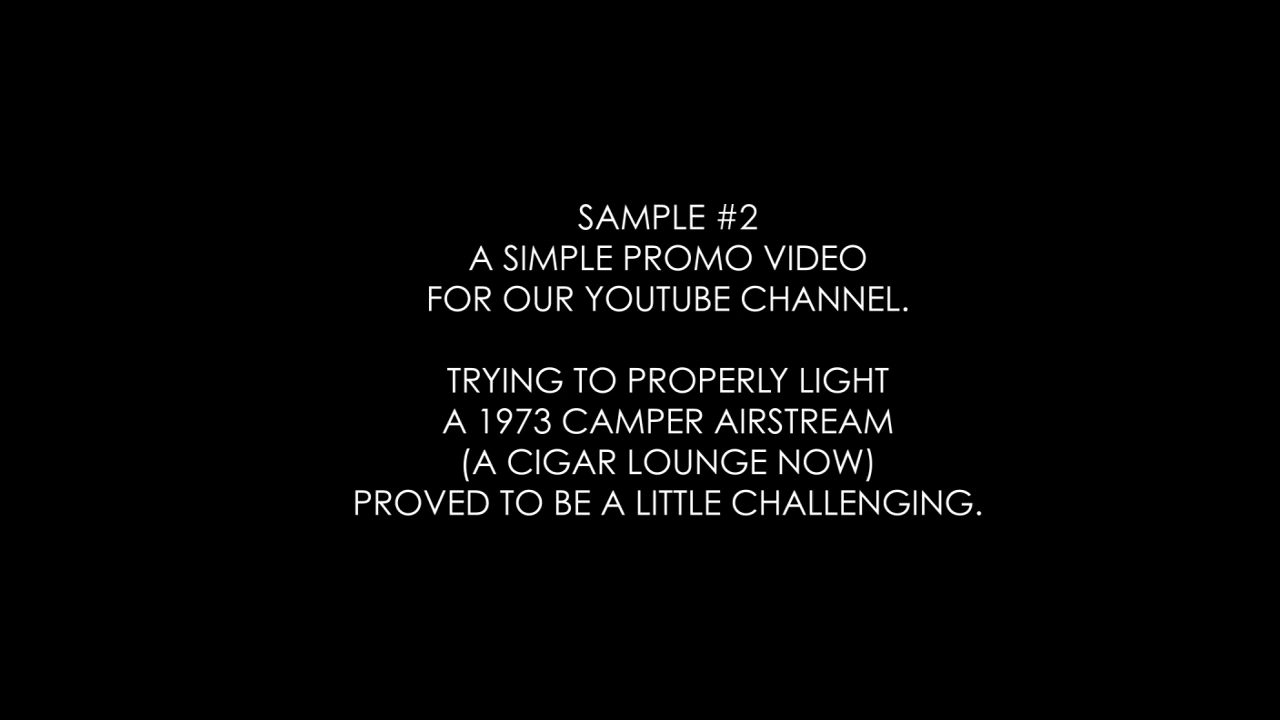 SAMPLE #2
A SIMPLE PROMO VIDEO
FOR OUR YOUTUBE CHANNEL.
TRYING TO PROPERLY LIGHT
A 1973 CAMPER AIRSTREAM
(A CIGAR LOUNGE NOW)
PROVED TO BE A LITTLE CHALLENGING.